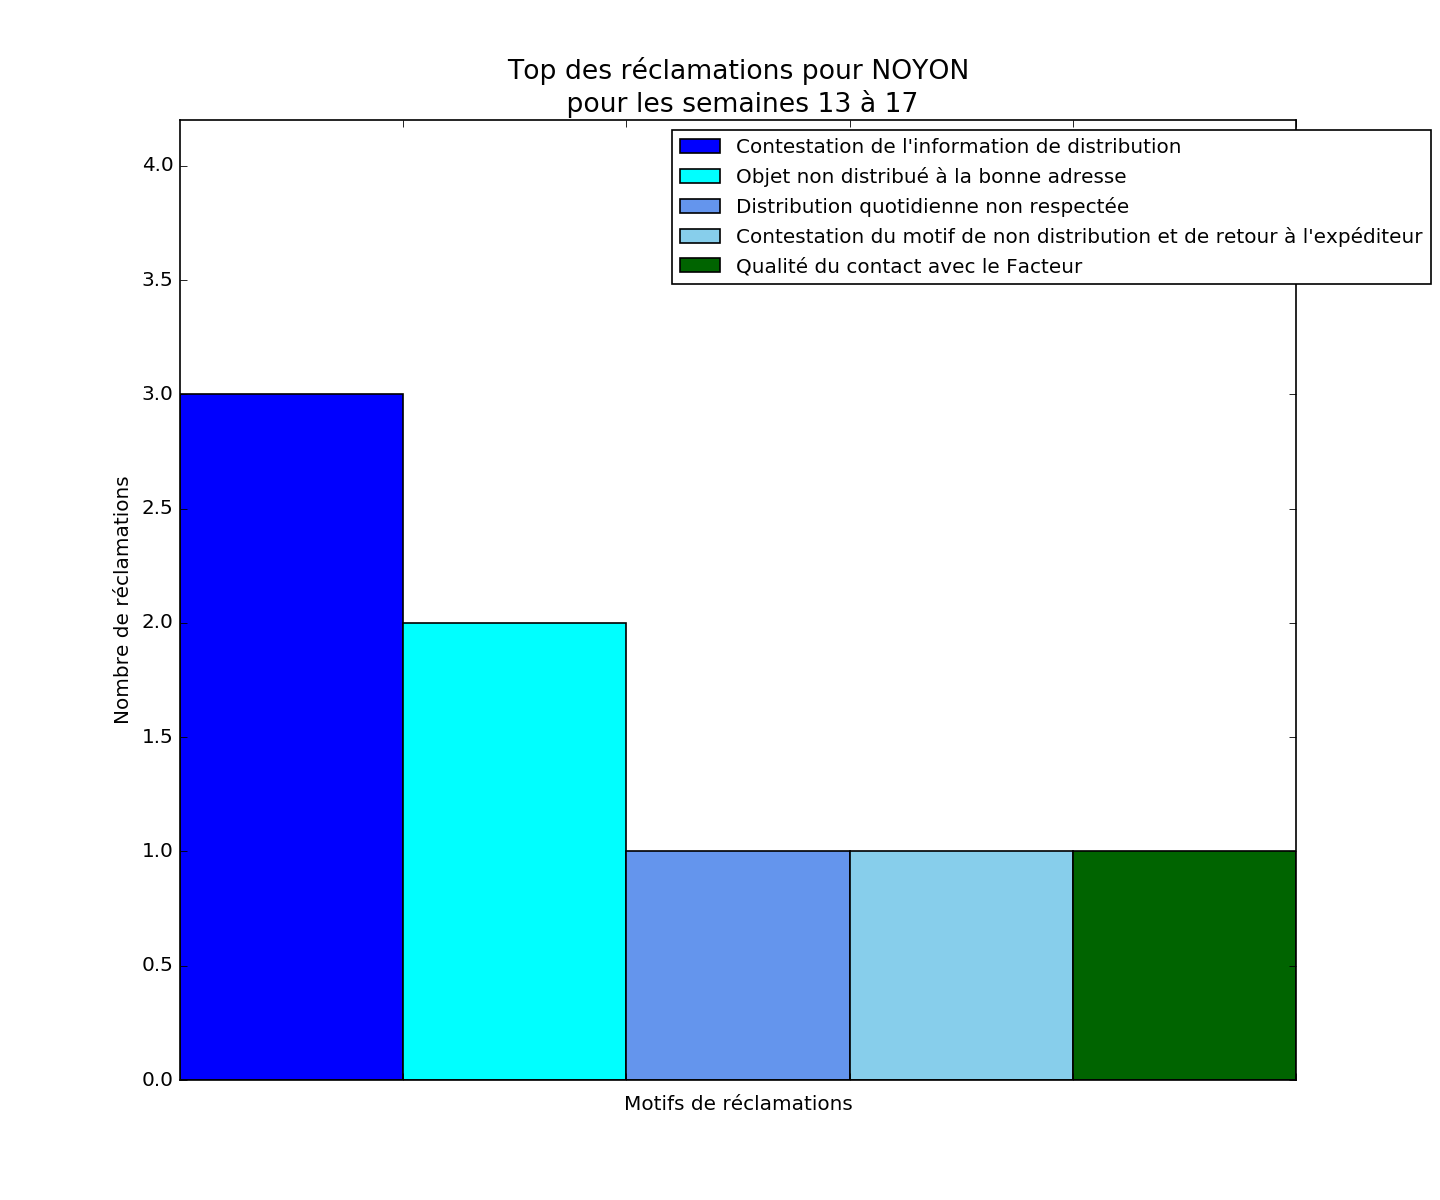 Top des réclamations pour NOYON
pour les semaines 13 à 17
Contestation de l'information de distribution
Objet non distribué à la bonne adresse
Distribution quotidienne non respectée
Contestation du motif de non distribution et de retour à l'expéditeur
Qualité du contact avec le Facteur
4.0
3.5
3.0
2.5
2.0
1.5
1.0
0.5
0.0
Nombre de réclamations
Motifs de réclamations